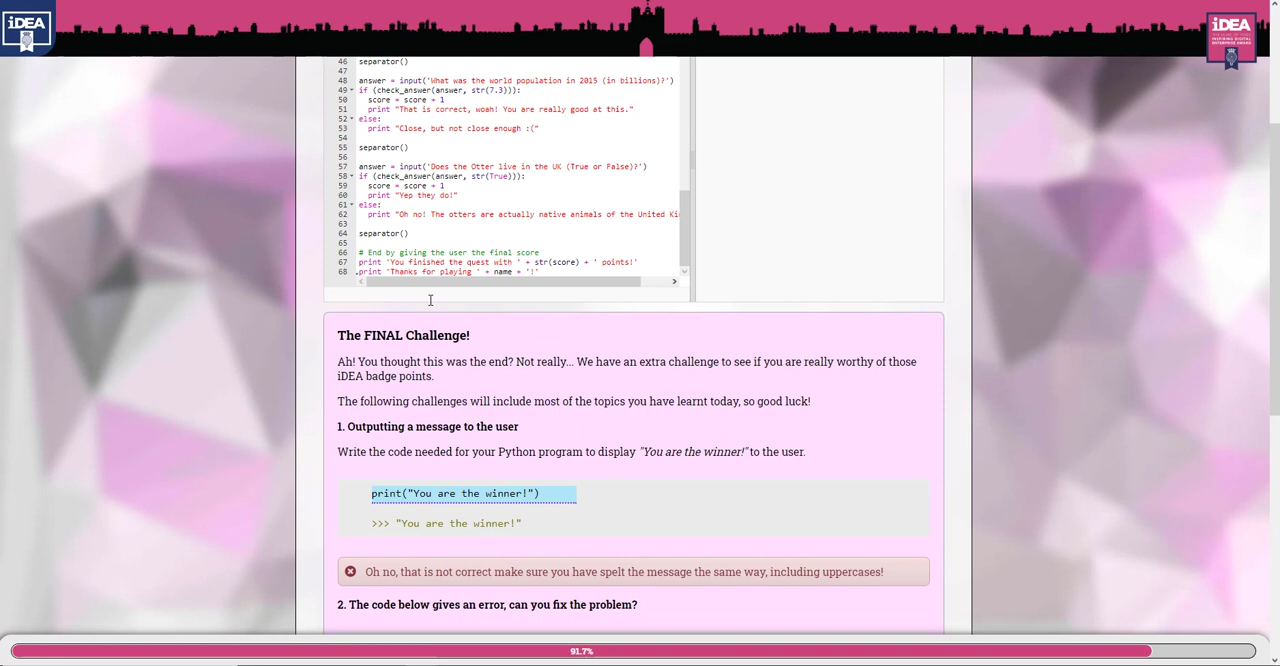 iDEA
iDEA
INSPIRING DIGITAL
ENTERPRISE AWARD
46 separator()
47
48 answer = input('What was the world population in 2015 (in billions)?')
49 if (check_answer(answer, str(7.3))):
50 score = score + 1
51 print "That is correct, woah! You are really good at this."
52 else:
53 print "Close, but not close enough :("
54
55 separator()
56
57 answer = input('Does the Otter live in the UK (True or False)?')
58 if (check_answer(answer, str(True))):
59 score = score + 1
60 print "Yep they do!"
61 else:
62 print "Oh no! The otters are actually native animals of the United Ki
63
64 separator()
65
66 # End by giving the user the final score
67 print 'You finished the quest with ' + str(score) + ' points!'
68 print 'Thanks for playing ' + name + '!'
The FINAL Challenge!
Ah! You thought this was the end? Not really... We have an extra challenge to see if you are really worthy of those
iDEA badge points.
The following challenges will include most of the topics you have learnt today, so good luck!
1. Outputting a message to the user
Write the code needed for your Python program to display "You are the winner!" to the user.
print("You are the winner!")
>>> "You are the winner!"
Oh no, that is not correct make sure you have spelt the message the same way, including uppercases!
2. The code below gives an error, can you fix the problem?
91.7%